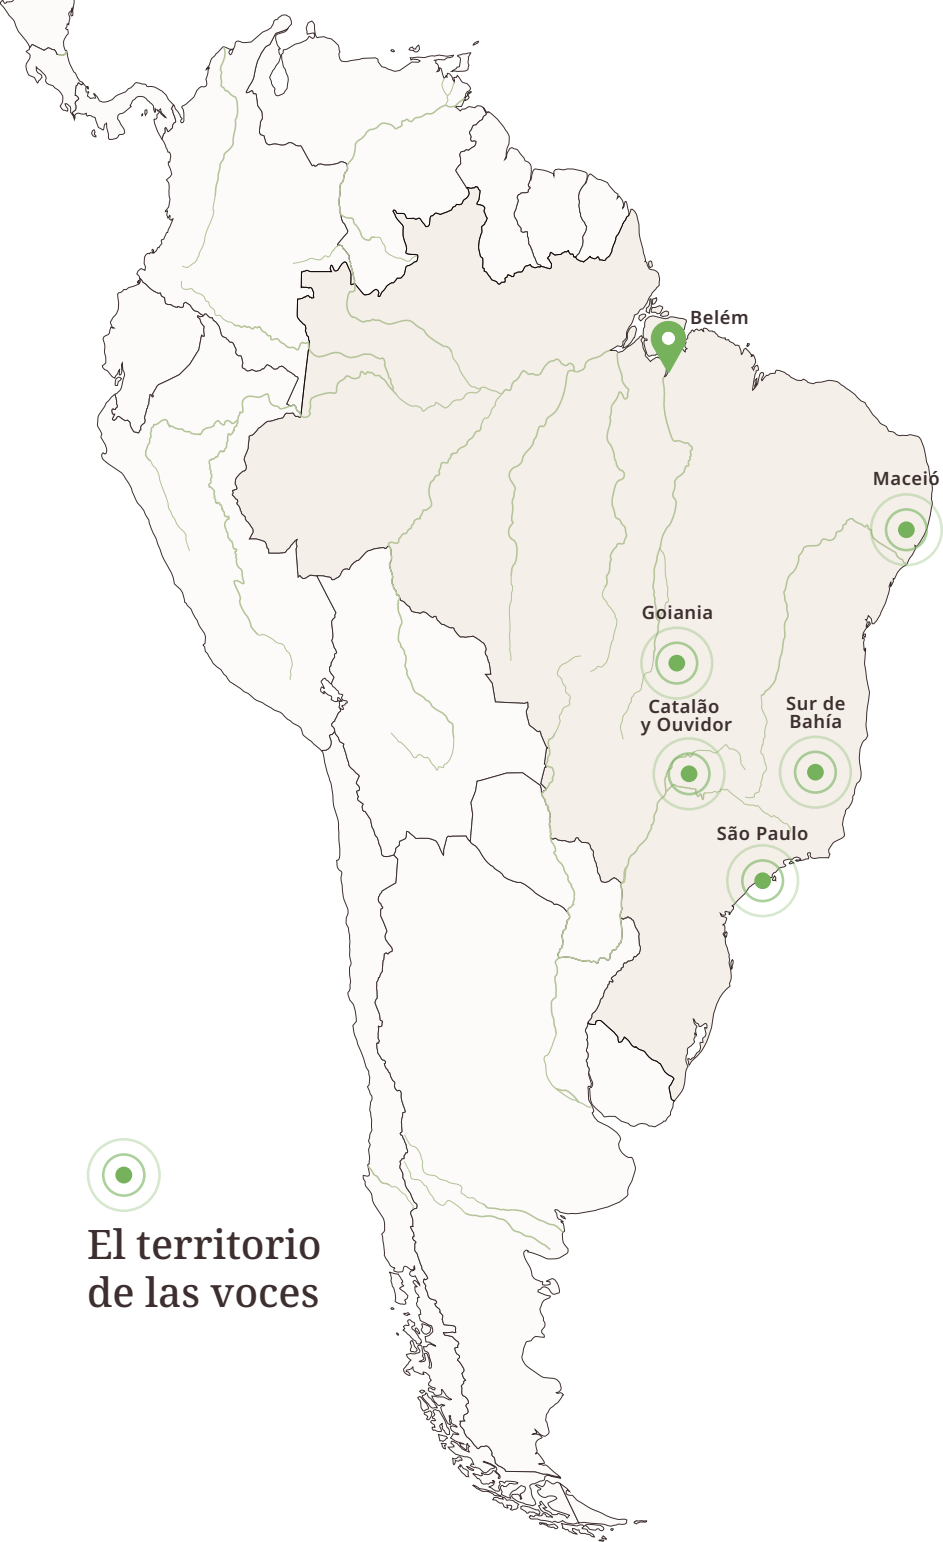 Belém
Maceió
Goiania
Catalão
y Ouvidor
Sur de
Bahía
São Paulo
El territorio
de las voces